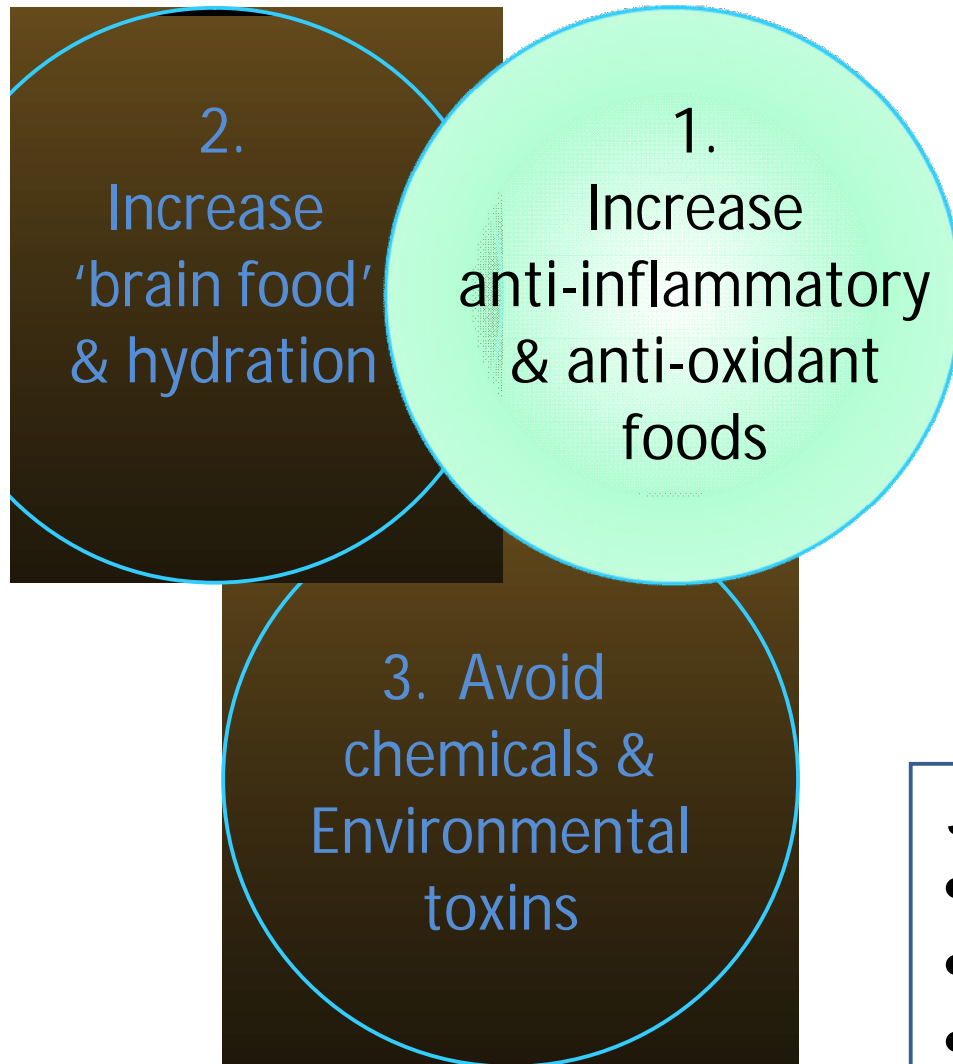 2.
Increase
‘brain food’
& hydration
1.
Increase
anti-inflammatory
& anti-oxidant
foods
3. Avoid
chemicals &
Environmental
toxins
•
•
•